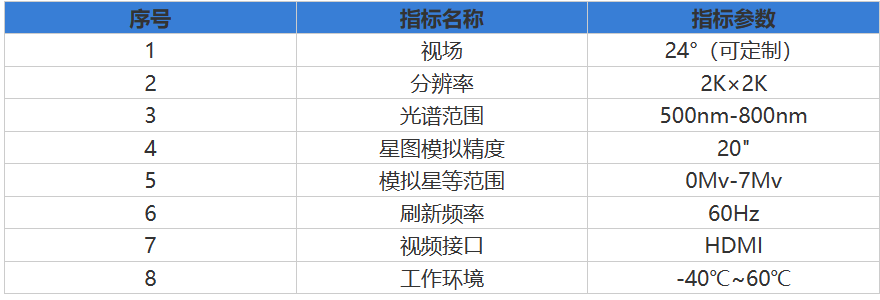 序号 指标名称 指标参数
1 视场 24°（可定制）
2 分辨率 2K×2K
3 光谱范围 500nm-800nm
4 星图模拟精度 20"
5 模拟星等范围 0Mv-7Mv
6 刷新频率 60Hz
7 视频接口 HDMI
8 工作环境 -40℃~60℃